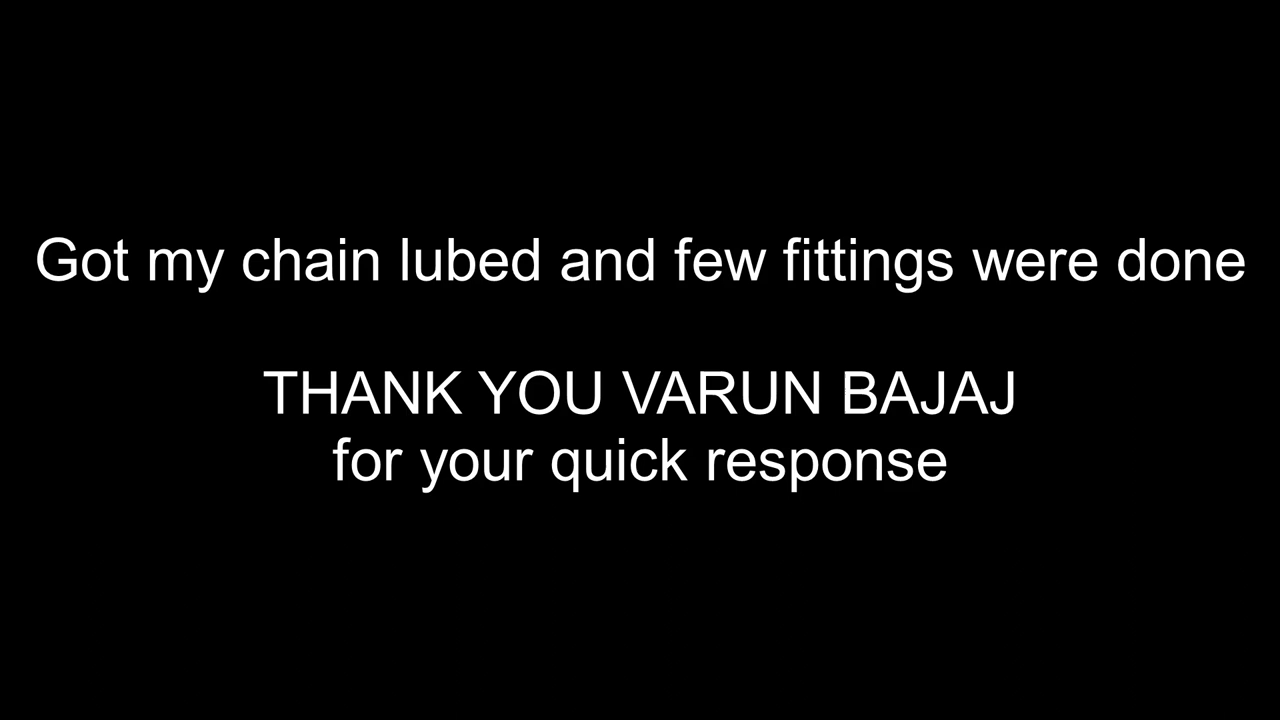 Got my chain lubed and few fittings were done
THANK YOU VARUN BAJAJ
for your quick response